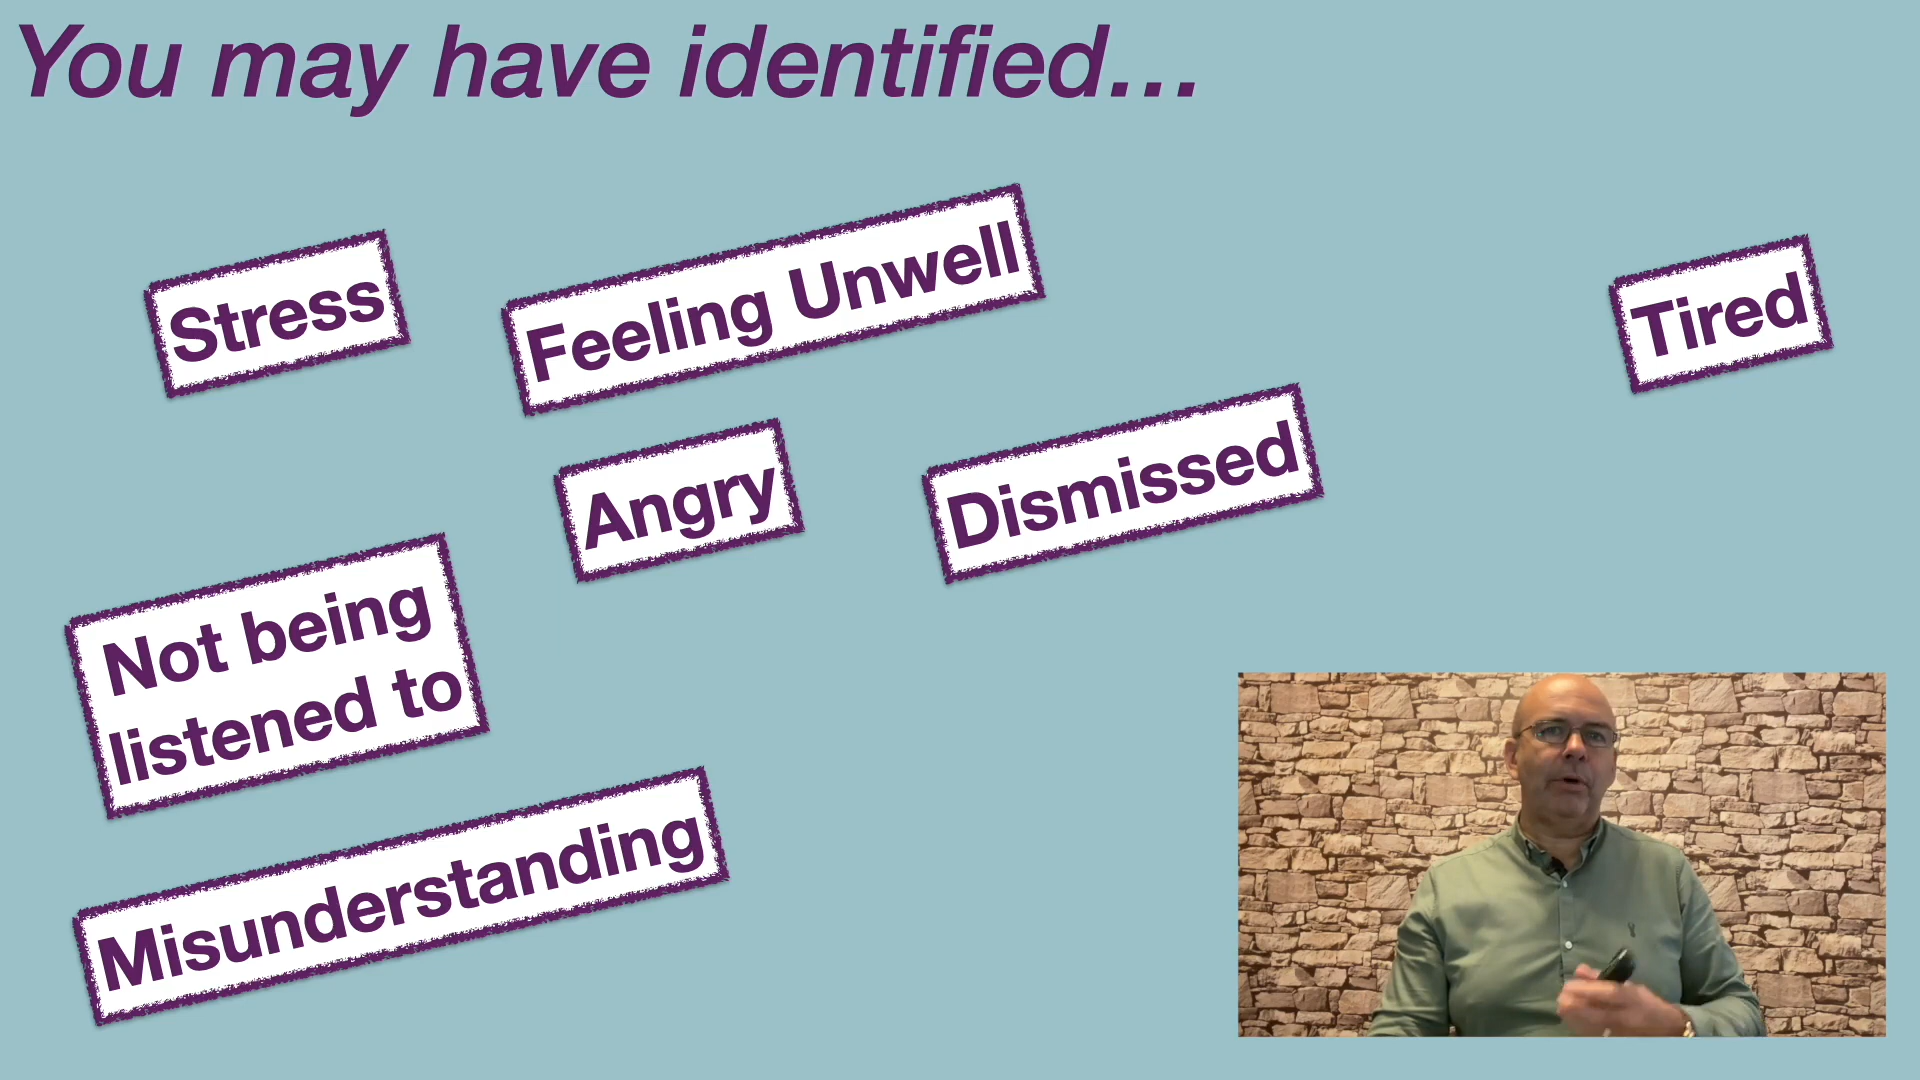 You may have identified...
Stress
Feeling Unwell
Tired
Angry
Dismissed
Not being
listened to
Misunderstanding